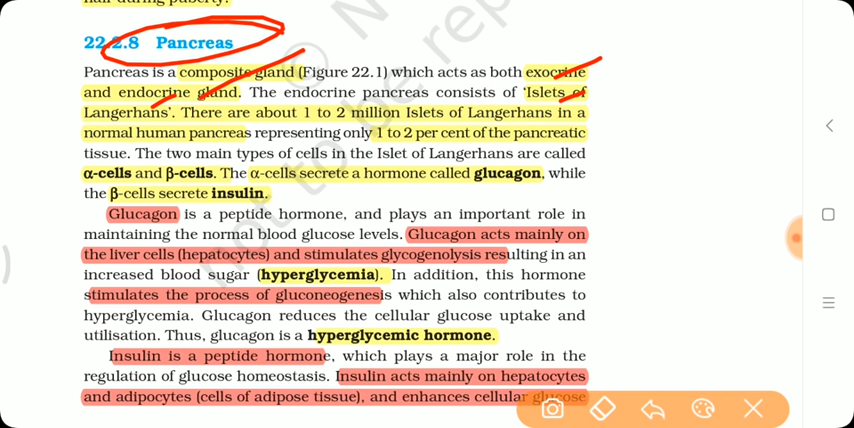 hair during puberty.
22.2.8 Pancreas
Pancreas is a composite gland (Figure 22.1) which acts as both exocrine
and endocrine gland. The endocrine pancreas consists of ‘Islets of
Langerhans’. There are about 1 to 2 million Islets of Langerhans in a
normal human pancreas representing only 1 to 2 per cent of the pancreatic
tissue. The two main types of cells in the Islet of Langerhans are called
α-cells and β-cells. The α-cells secrete a hormone called glucagon, while
the β-cells secrete insulin.
Glucagon is a peptide hormone, and plays an important role in
maintaining the normal blood glucose levels. Glucagon acts mainly on
the liver cells (hepatocytes) and stimulates glycogenolysis resulting in an
increased blood sugar (hyperglycemia). In addition, this hormone
stimulates the process of gluconeogenesis which also contributes to
hyperglycemia. Glucagon reduces the cellular glucose uptake and
utilisation. Thus, glucagon is a hyperglycemic hormone.
Insulin is a peptide hormone, which plays a major role in the
regulation of glucose homeostasis. Insulin acts mainly on hepatocytes
and adipocytes (cells of adipose tissue), and enhances cellular glucose
© N
not to be rep